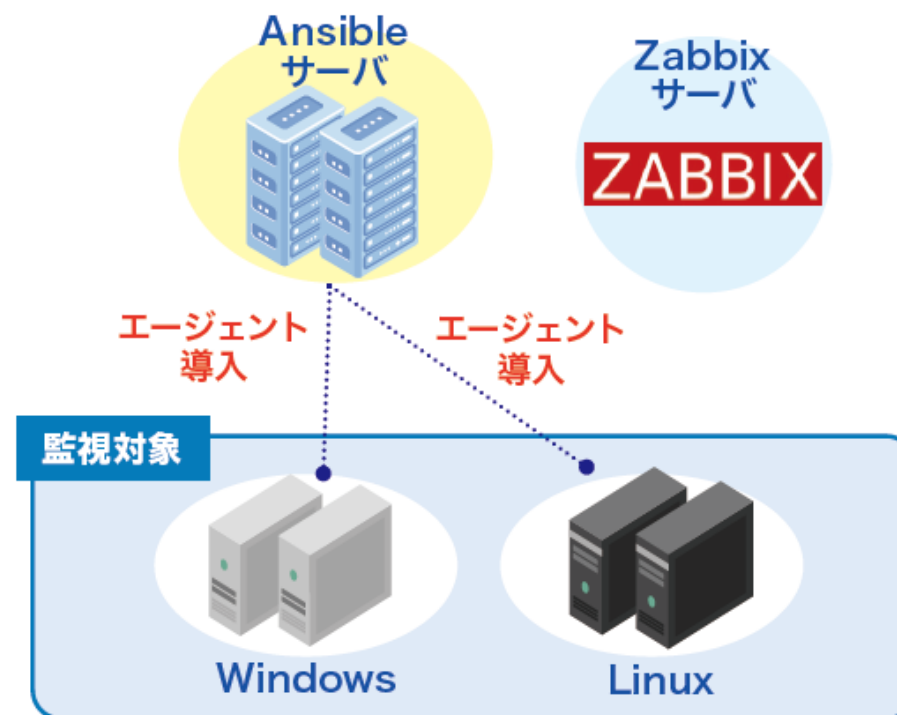 Ansible
サーバ
Zabbix
サーバ
ZABBIX
エージェント
導入
エージェント
導入
監視対象
Windows
Linux